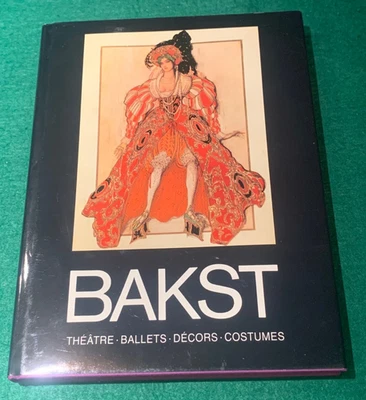 BAKST
THÉÂTRE · BALLETS · DÉCORS · COSTUMES